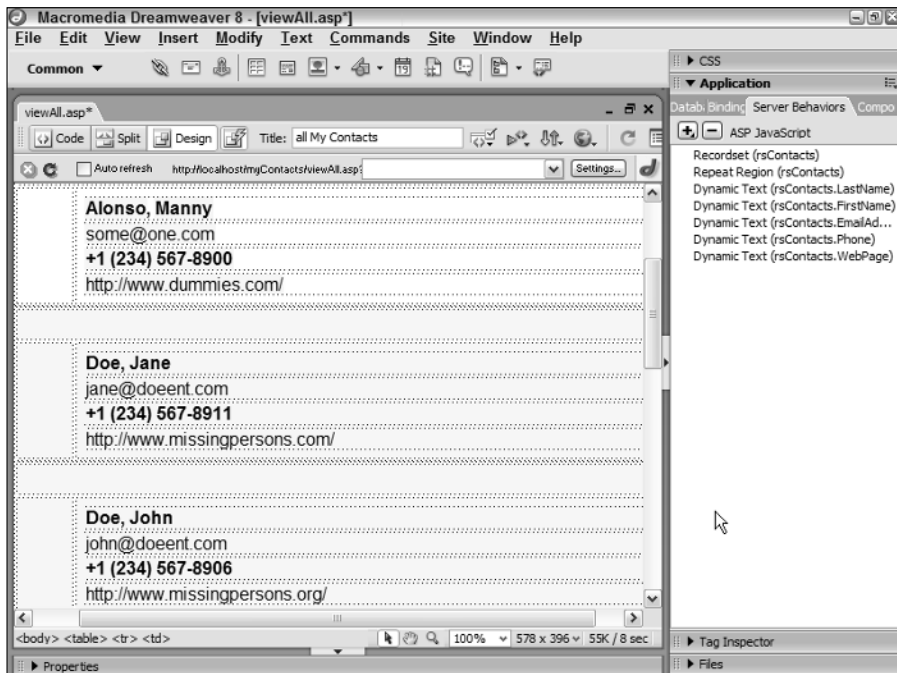 Macromedia Dreamweaver 8 - [viewAll.asp*]
File Edit View Insert Modify Text Commands Site Window Help
Common
viewAll.asp*
Code Split Design Title: all My Contacts
Auto refresh http://localhost/myContacts/viewAll.asp? Settings...
Alonso, Manny
some@one.com
+1 (234) 567-8900
http://www.dummies.com/
Doe, Jane
jane@doeent.com
+1 (234) 567-8911
http://www.missingpersons.com/
Doe, John
john@doeent.com
+1 (234) 567-8906
http://www.missingpersons.org/
<body> <table> <tr> <td> 100% 578 x 396 55K / 8 sec
Properties
CSS
Application
Datab Binding Server Behaviors Compo
ASP JavaScript
Recordset (rsContacts)
Repeat Region (rsContacts)
Dynamic Text (rsContacts.LastName)
Dynamic Text (rsContacts.FirstName)
Dynamic Text (rsContacts.EmailAd...
Dynamic Text (rsContacts.Phone)
Dynamic Text (rsContacts.WebPage)
Tag Inspector
Files